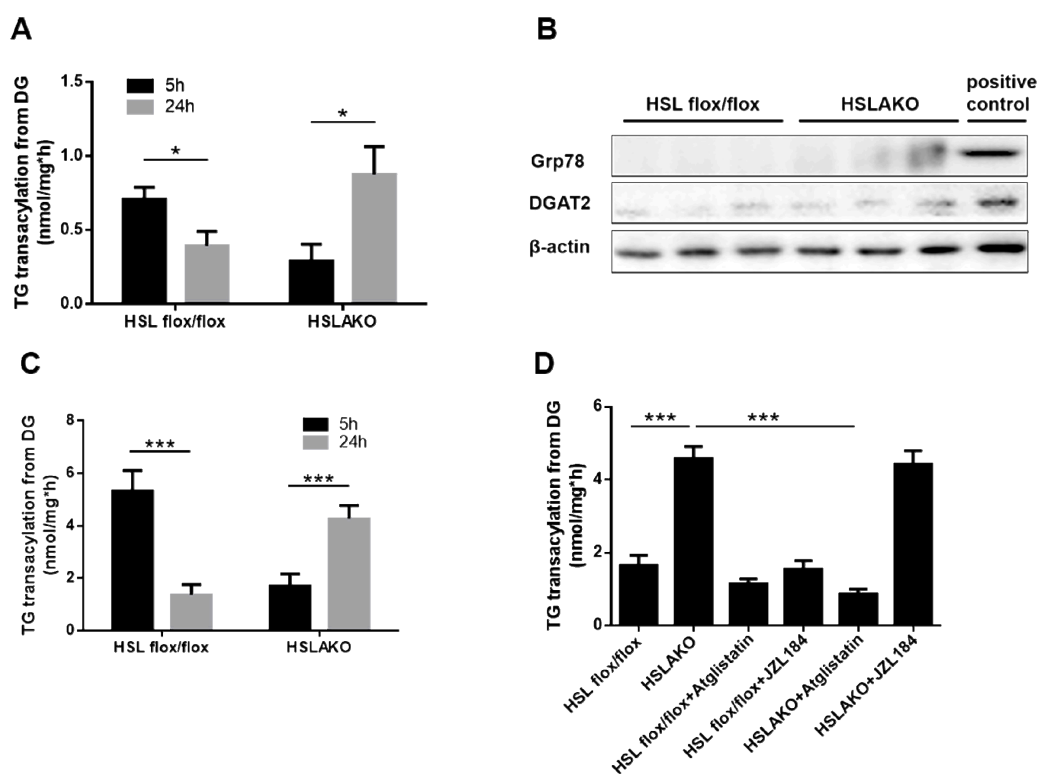 A
TG transacylation from DG
(nmol/mg*h)
1.5
1.0
0.5
0.0
5h
24h
*
*
HSL flox/flox
HSLAKO
B
HSL flox/flox
HSLAKO
positive
control
Grp78
DGAT2
β-actin
C
TG transacylation from DG
(nmol/mg*h)
8
6
4
2
0
5h
24h
***
***
HSL flox/flox
HSLAKO
D
TG transacylation from DG
(nmol/mg*h)
6
4
2
0
***
***
HSL flox/flox
HSLAKO
HSL flox/flox+Atglistatin
HSL flox/flox+JZL184
HSLAKO+Atglistatin
HSLAKO+JZL184